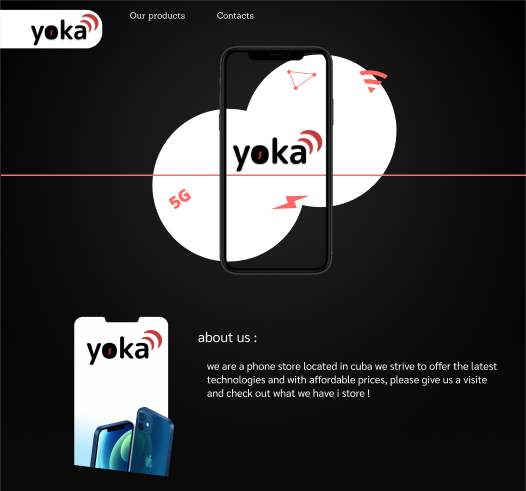 yoka
Our products
Contacts
yoka
5G
yoka
about us :
we are a phone store located in cuba we strive to offer the latest
technologies and with affordable prices, please give us a visite
and check out what we have i store !